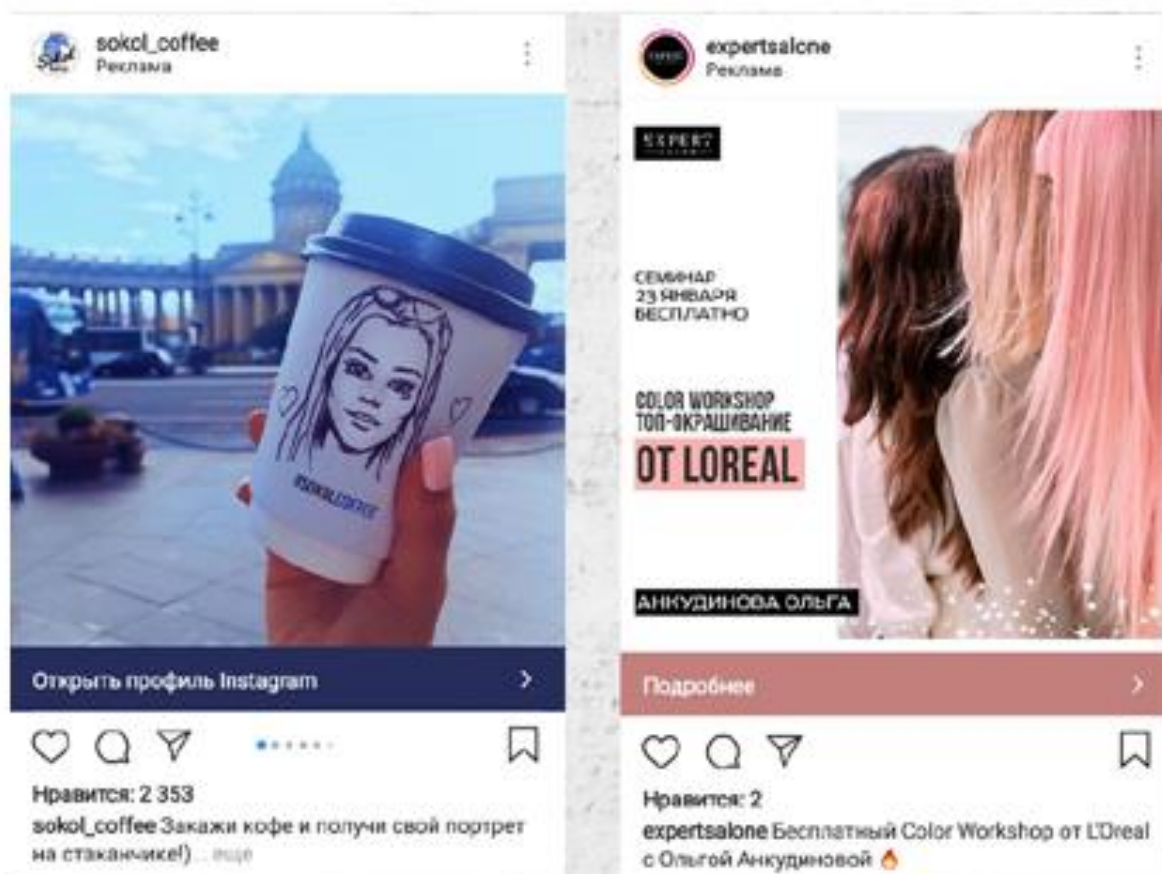 sokol_coffee
Реклама
#SOKOLCOFFEE
Открыть профиль Instagram
Нравится: 2 353
sokol_coffee Закажи кофе и получи свой портрет
на стаканчике!)... еще
expertsalone
Реклама
EXPERT
СЕМИНАР
23 ЯНВАРЯ
БЕСПЛАТНО
COLOR WORKSHOP
ТОП-ОКРАШИВАНИЕ
ОТ LOREAL
АНКУДИНОВА ОЛЬГА
Подробнее
Нравится: 2
expertsalone Бесплатный Color Workshop от L'Oreal
с Ольгой Анкудиновой 🔥